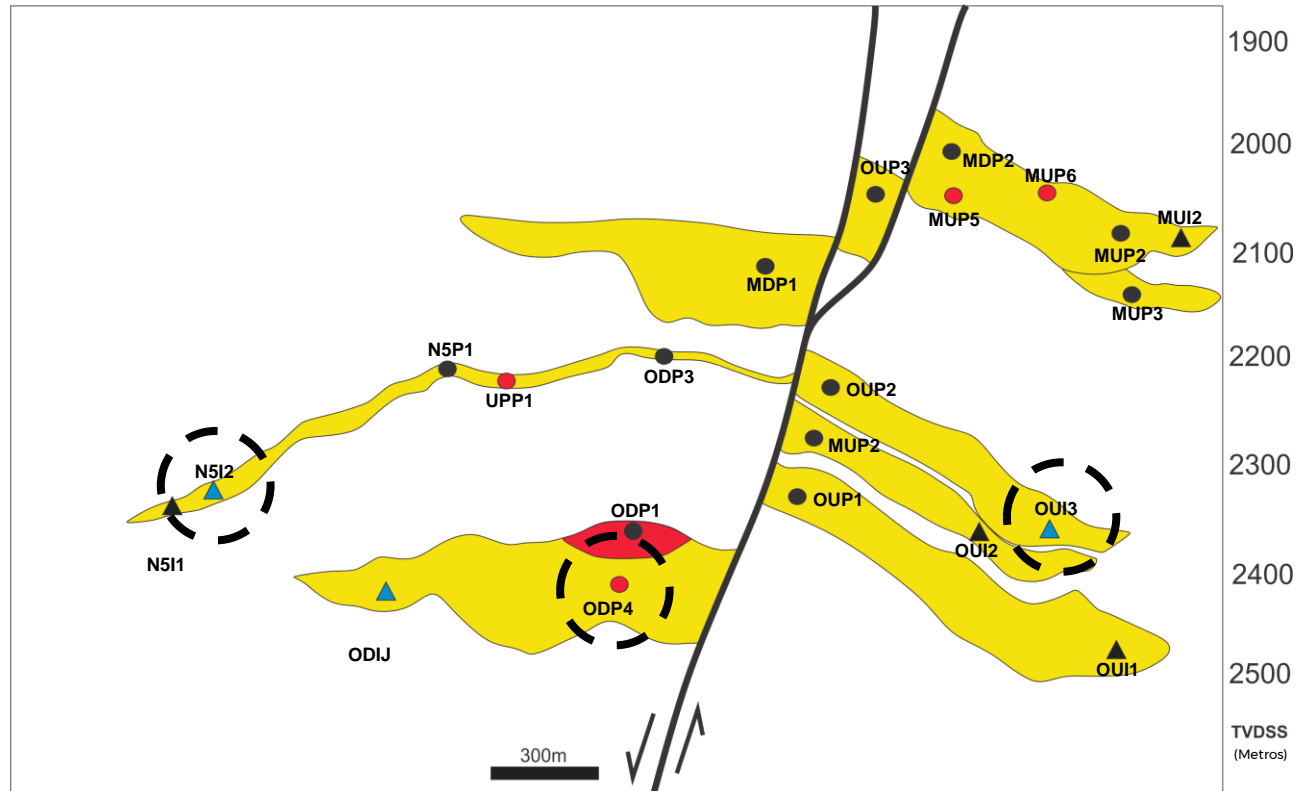 1900
2000
MDP2
OUP3
MUP6
MUP5
MUI2
MUP2
2100
MDP1
MUP3
2200
N5P1
ODP3
UPP1
OUP2
MUP2
2300
N5I2
OUP1
ODP1
OUI3
OUI2
N5I1
2400
ODP4
ODIJ
OUI1
2500
TVDSS
(Metros)
300m